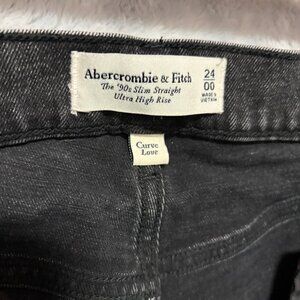 Abercrombie & Fitch
The '90s Slim Straight
Ultra High Rise
24
00
MADE IN
VIETNAM
Curve
Love